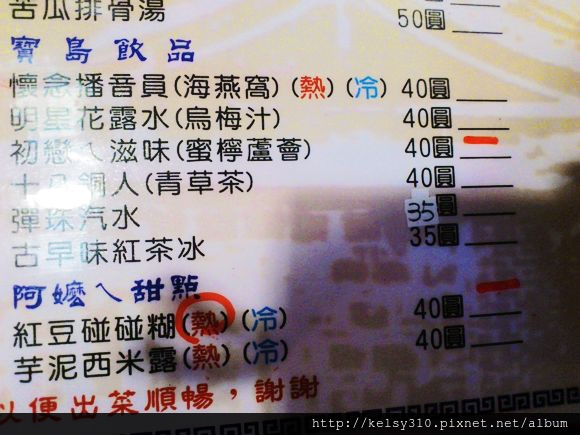 苦瓜排骨湯 50圓
寶島飲品
懷念播音員(海燕窩)(熱)(冷) 40圓
明星花露水(烏梅汁) 40圓
初戀ㄟ滋味(蜜檸蘆薈) 40圓
十八銅人(青草茶) 40圓
彈珠汽水 35圓
古早味紅茶冰 35圓
阿嬤ㄟ甜點
紅豆碰碰糊(熱)(冷) 40圓
芋泥西米露(熱)(冷) 40圓
以便出菜順暢，謝謝
http://kelsy310.pixnet.net/album